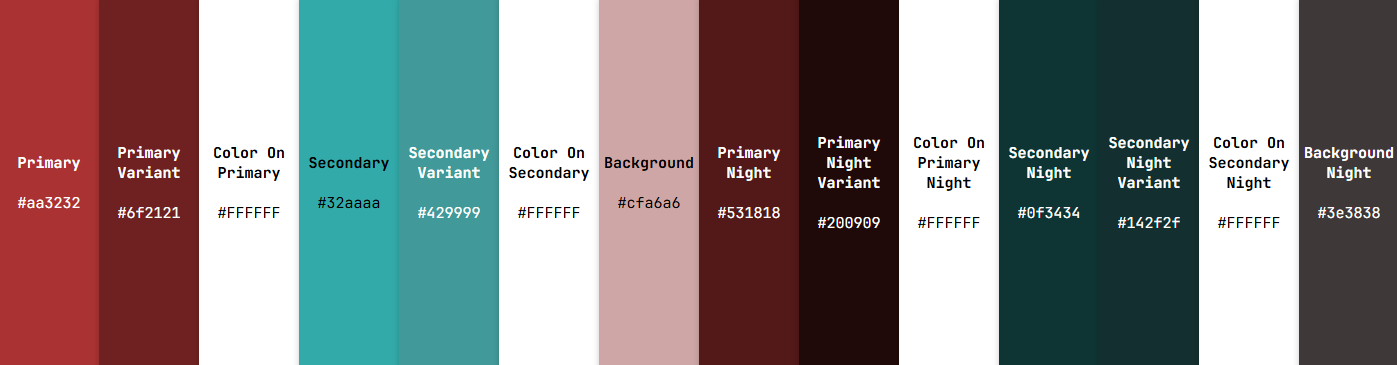 Primary
#aa3232
Primary
Variant
#6f2121
Color On
Primary
#FFFFFF
Secondary
#32aaaa
Secondary
Variant
#429999
Color On
Secondary
#FFFFFF
Background
#cfa6a6
Primary
Night
#531818
Primary
Night
Variant
#200909
Color On
Primary
Night
#FFFFFF
Secondary
Night
#0f3434
Secondary
Night
Variant
#142f2f
Color On
Secondary
Night
#FFFFFF
Background
Night
#3e3838